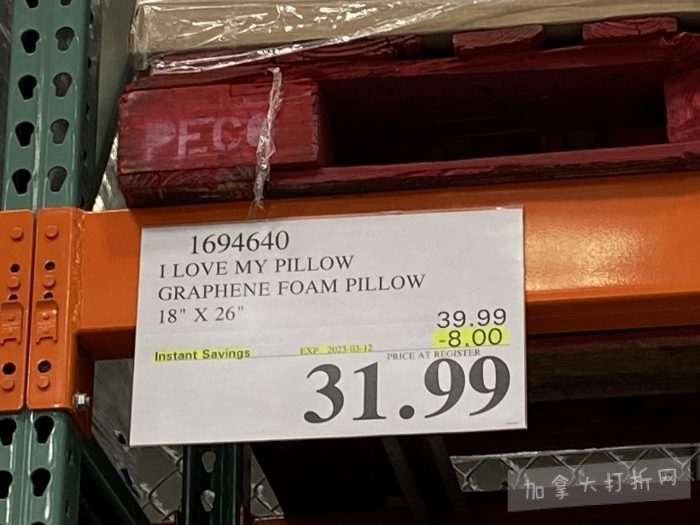 PECO
1694640
I LOVE MY PILLOW
GRAPHENE FOAM PILLOW
18" X 26"
39.99
-8.00
Instant Savings
EXP. 2023-03-12
PRICE AT REGISTER
31.99
加拿大打折网